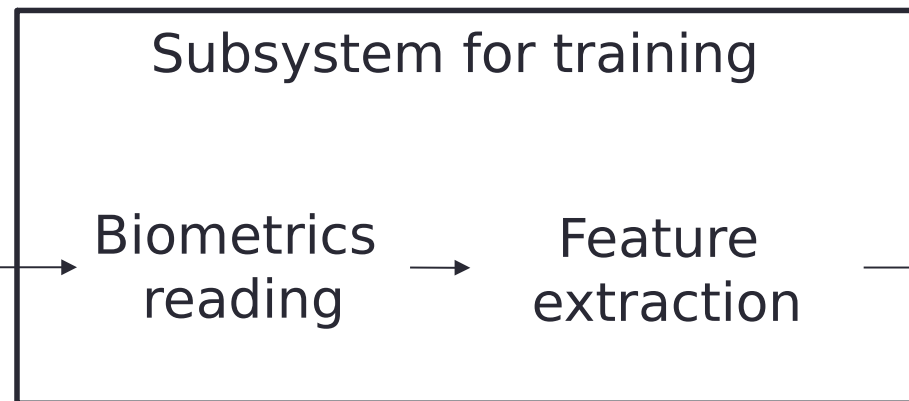 Subsystem for training
Biometrics
reading
Feature
extraction